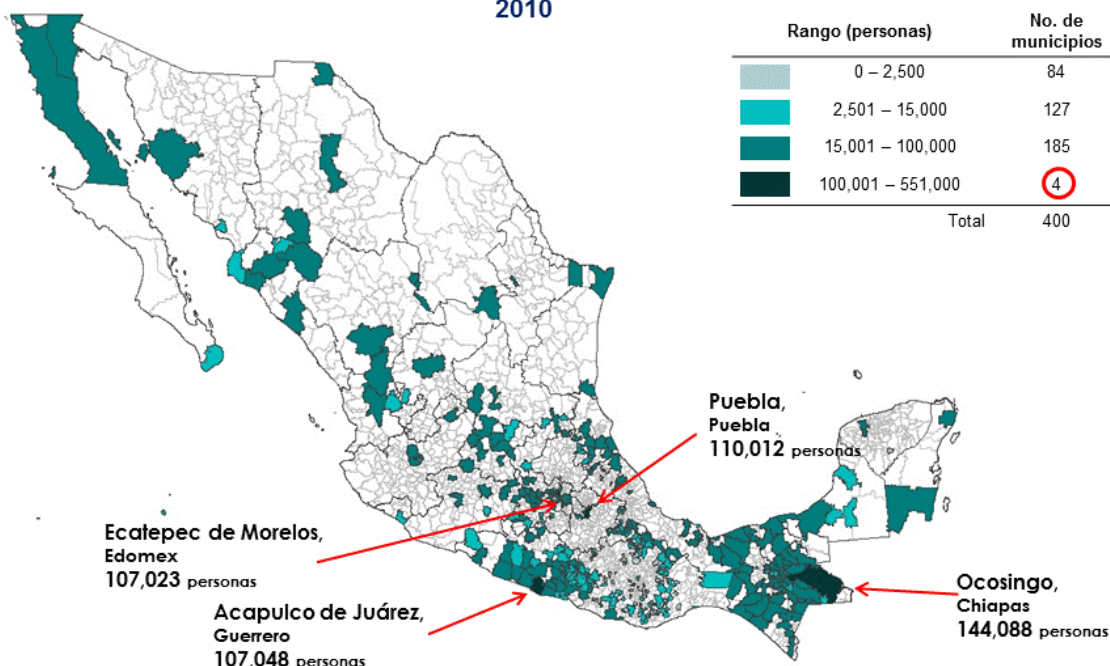 2010
Rango (personas)
No. de
municipios
0 – 2,500
84
2,501 – 15,000
127
15,001 – 100,000
185
100,001 – 551,000
4
Total
400
Puebla,
Puebla
110,012 personas
Ecatepec de Morelos,
Edomex
107,023 personas
Acapulco de Juárez,
Guerrero
107,048 personas
Ocosingo,
Chiapas
144,088 personas